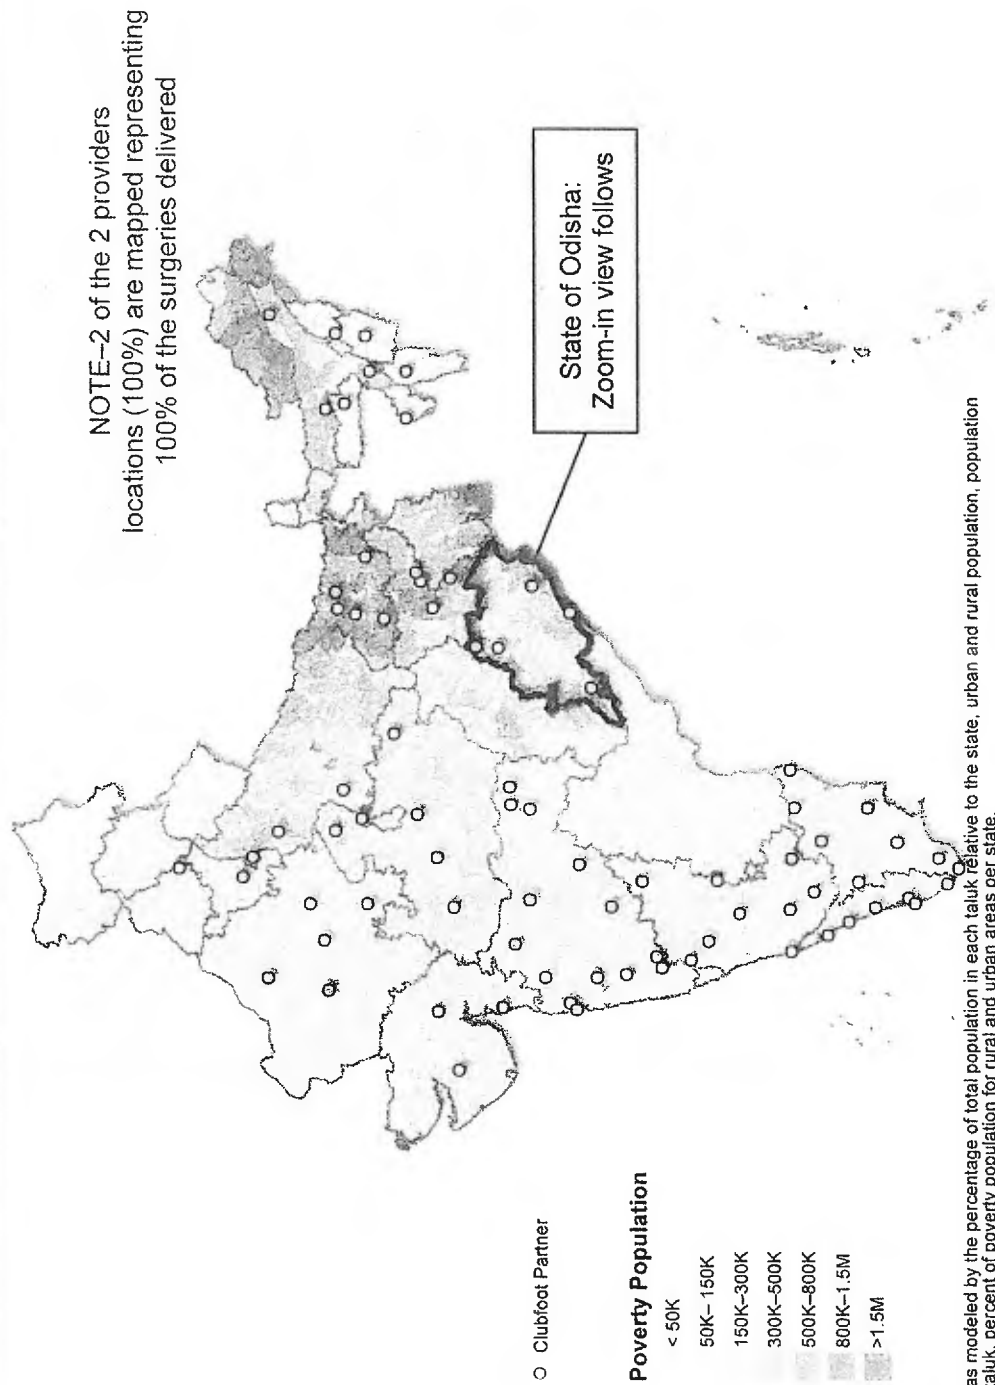 NOTE–2 of the 2 providers
locations (100%) are mapped representing
100% of the surgeries delivered
State of Odisha:
Zoom-in view follows
Clubfoot Partner
Poverty Population
< 50K
50K–150K
150K–300K
300K–500K
500K–800K
800K–1.5M
>1.5M
as modeled by the percentage of total population in each taluk relative to the state, urban and rural population, population
taluk, percent of poverty population for rural and urban areas per state.